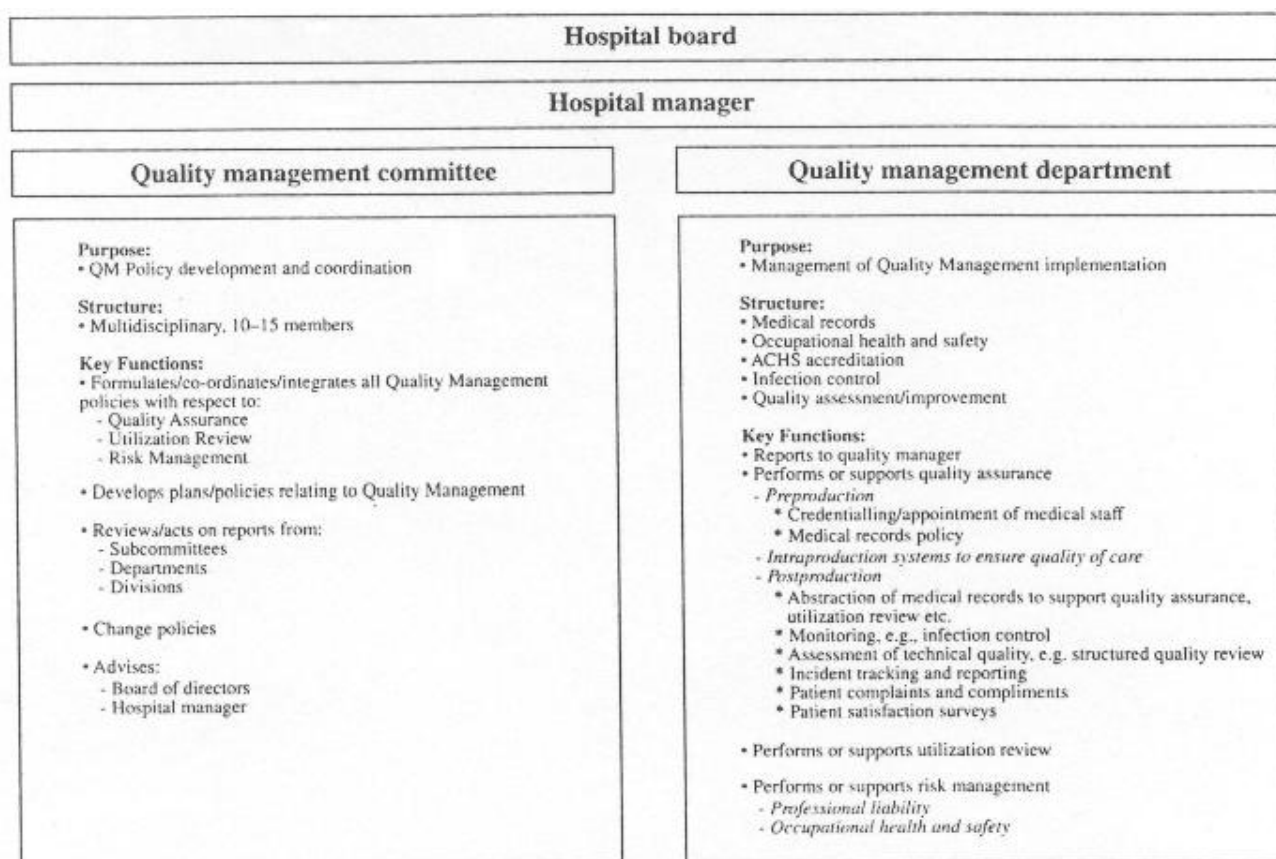 Hospital board
Hospital manager
Quality management committee
Purpose:
• QM Policy development and coordination
Structure:
• Multidisciplinary, 10–15 members
Key Functions:
• Formulates/co-ordinates/integrates all Quality Management
policies with respect to:
- Quality Assurance
- Utilization Review
- Risk Management
• Develops plans/policies relating to Quality Management
• Reviews/acts on reports from:
- Subcommittees
- Departments
- Divisions
• Change policies
• Advises:
- Board of directors
- Hospital manager
Quality management department
Purpose:
• Management of Quality Management implementation
Structure:
• Medical records
• Occupational health and safety
• ACHS accreditation
• Infection control
• Quality assessment/improvement
Key Functions:
• Reports to quality manager
• Performs or supports quality assurance
- Preproduction
* Credentialling/appointment of medical staff
* Medical records policy
- Intraproduction systems to ensure quality of care
- Postproduction
* Abstraction of medical records to support quality assurance,
utilization review etc.
* Monitoring, e.g., infection control
* Assessment of technical quality, e.g. structured quality review
* Incident tracking and reporting
* Patient complaints and compliments
* Patient satisfaction surveys
• Performs or supports utilization review
• Performs or supports risk management
- Professional liability
- Occupational health and safety